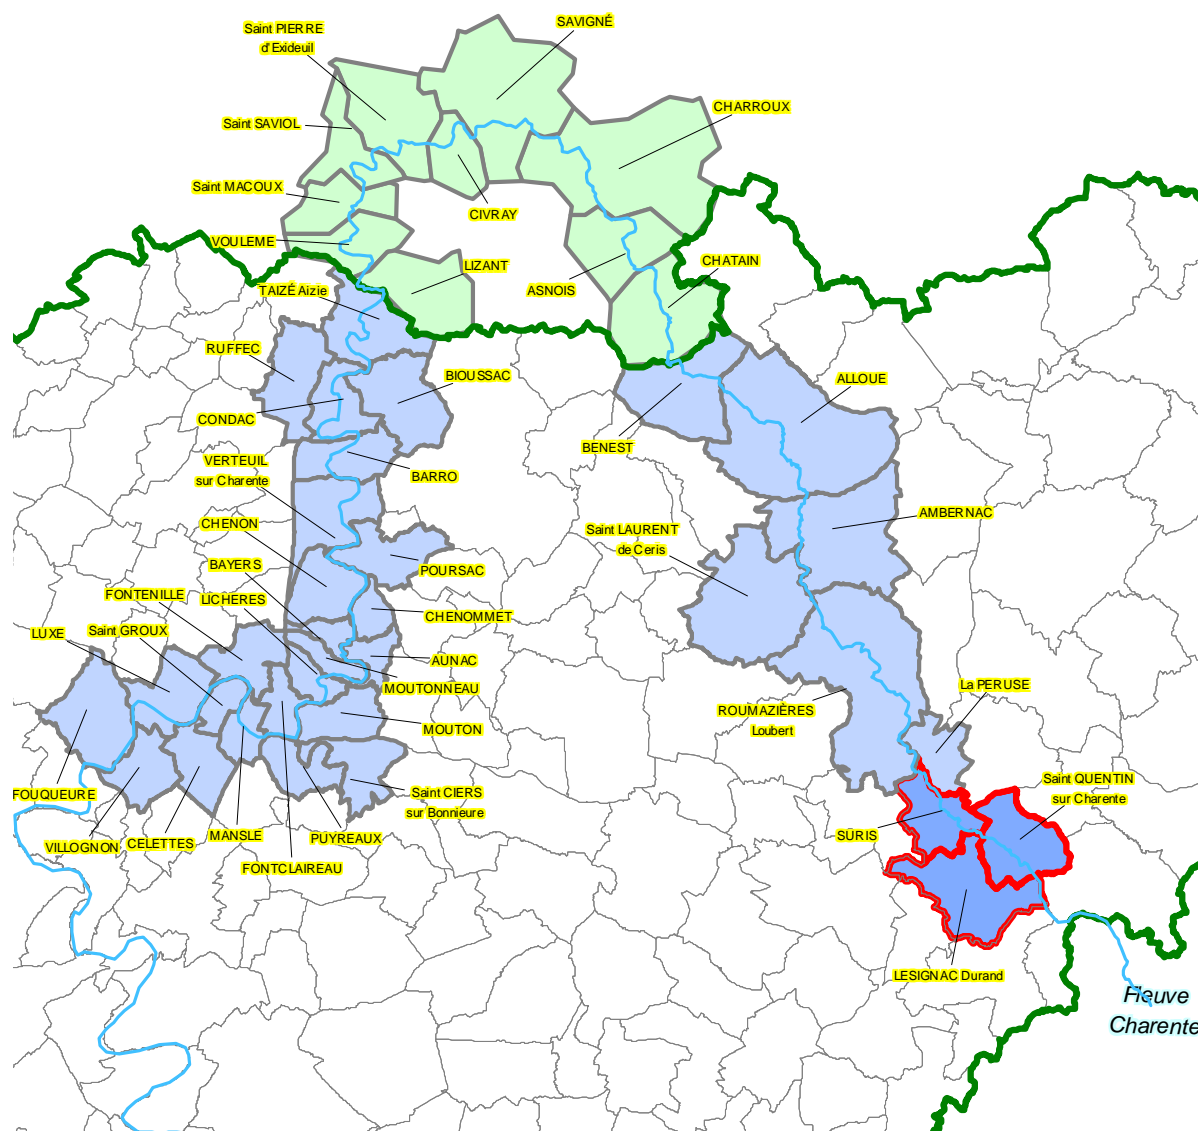 SAVIGNÉ
Saint PIERRE
d'Exideuil
CHARROUX
Saint SAVIOL
Saint MACOUX
CIVRAY
VOULEME
LIZANT
CHATAIN
ASNOIS
TAIZÉ Aizie
RUFFEC
BIOUSSAC
ALLOUE
CONDAC
BENEST
VERTEUIL
sur Charente
BARRO
AMBERNAC
CHENON
Saint LAURENT
de Ceris
BAYERS
POURSAC
FONTENILLE
LICHERES
CHENOMMET
LUXE
Saint GROUX
AUNAC
MOUTONNEAU
La PERUSE
ROUMAZIÈRES
Loubert
MOUTON
Saint QUENTIN
sur Charente
FOUQUEURE
Saint CIERS
sur Bonnieure
SURIS
VILLOGNON
CELETTES
MANSLE
PUYREAUX
FONTCLAIREAU
LESIGNAC Durand
Fleuve
Charente